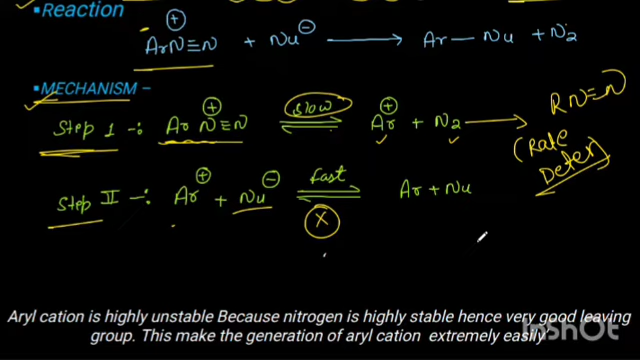 ▪Reaction
ArN≡N⊕ + Nu⊖ ⟶ Ar — Nu + N2
▪MECHANISM –
Step 1 -: Ar N⊕≡N ⇌ slow Ar⊕ + N2 ⟶ (Rate Deter)
RN=N
Step II -: Ar⊕ + Nu⊖ ⇌ fast Ar + Nu
X
Aryl cation is highly unstable Because nitrogen is highly stable hence very good leaving
group. This make the generation of aryl cation extremely easily
InShOt